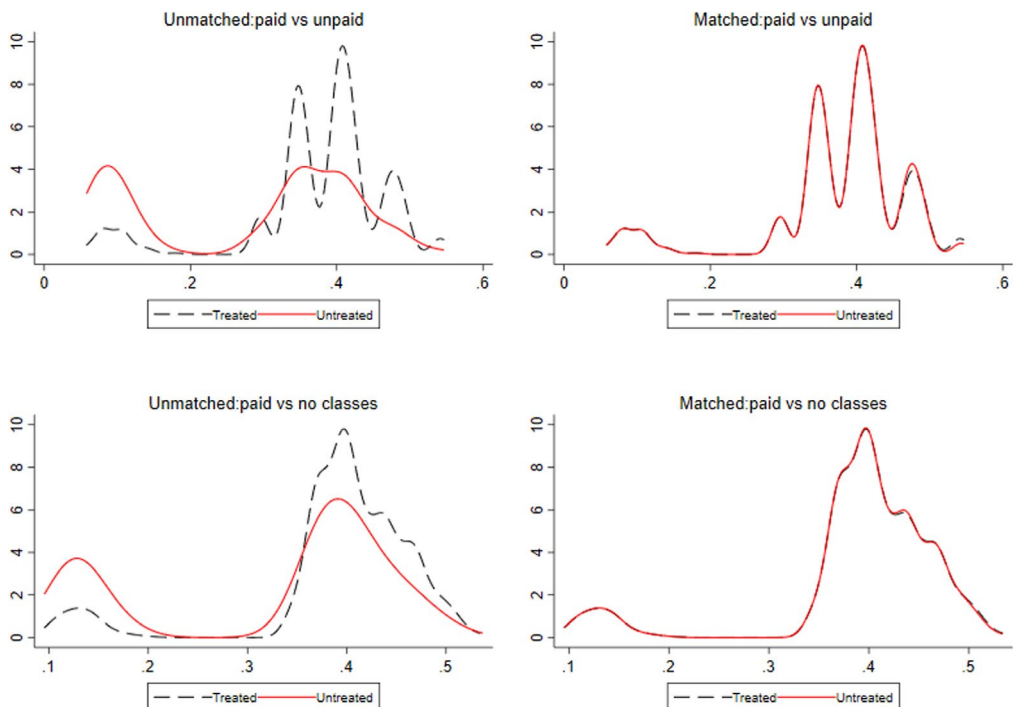 Unmatched:paid vs unpaid
10
8
6
4
2
0
0 .2 .4 .6
Treated Untreated
Matched:paid vs unpaid
10
8
6
4
2
0
0 .2 .4 .6
Treated Untreated
Unmatched:paid vs no classes
10
8
6
4
2
0
.1 .2 .3 .4 .5
Treated Untreated
Matched:paid vs no classes
10
8
6
4
2
0
.1 .2 .3 .4 .5
Treated Untreated